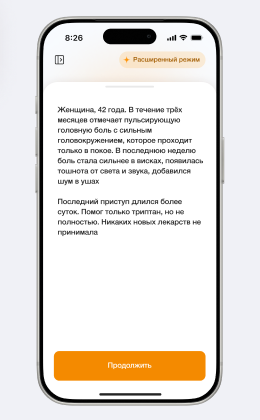 8:26
Расширенный режим
Женщина, 42 года. В течение трёх
месяцев отмечает пульсирующую
головную боль с сильным
головокружением, которое проходит
только в покое. В последнюю неделю
боль стала сильнее в висках, появилась
тошнота от света и звука, добавился
шум в ушах
Последний приступ длился более
суток. Помог только триптан, но не
полностью. Никаких новых лекарств не
принимала
Продолжить